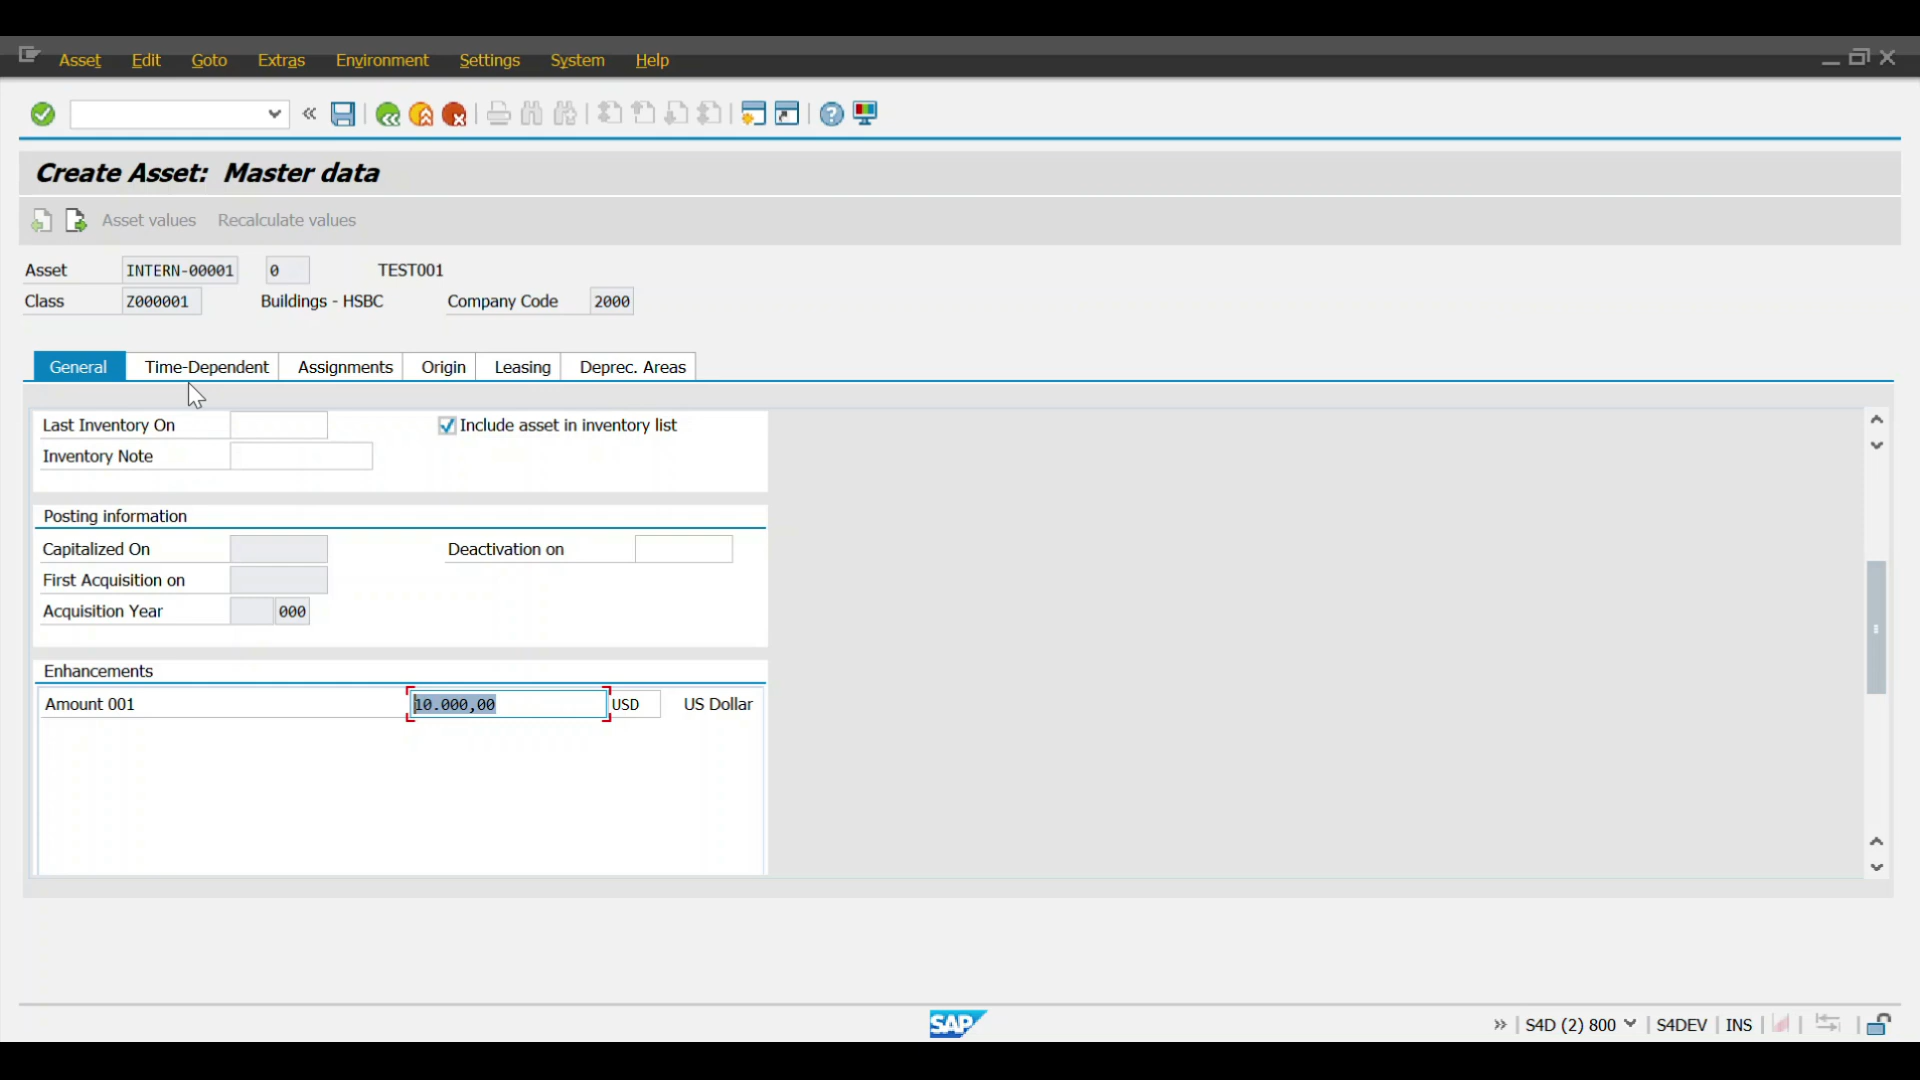 Asset Edit Goto Extras Environment Settings System Help
Create Asset: Master data
Asset values Recalculate values
Asset INTERN-00001 0 TEST001
Class Z000001 Buildings - HSBC Company Code 2000
General Time-Dependent Assignments Origin Leasing Deprec. Areas
Last Inventory On Include asset in inventory list
Inventory Note
Posting information
Capitalized On Deactivation on
First Acquisition on
Acquisition Year 000
Enhancements
Amount 001 10.000,00 USD US Dollar
SAP S4D (2) 800 S4DEV INS